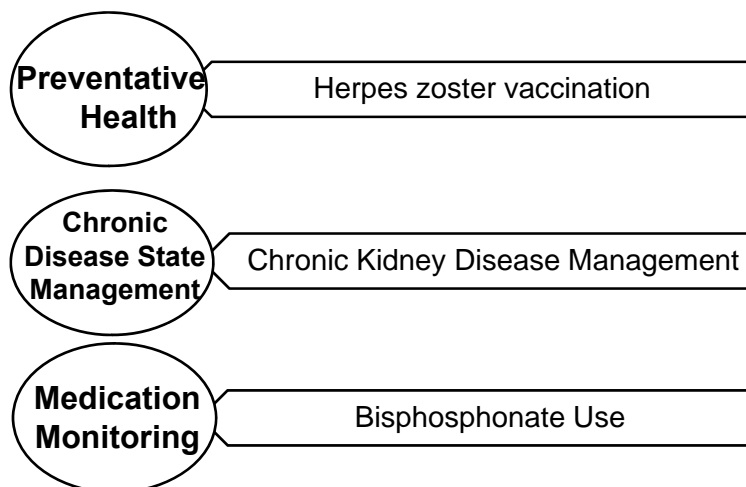 Preventative
Health
Herpes zoster vaccination
Chronic
Disease State
Management
Chronic Kidney Disease Management
Medication
Monitoring
Bisphosphonate Use